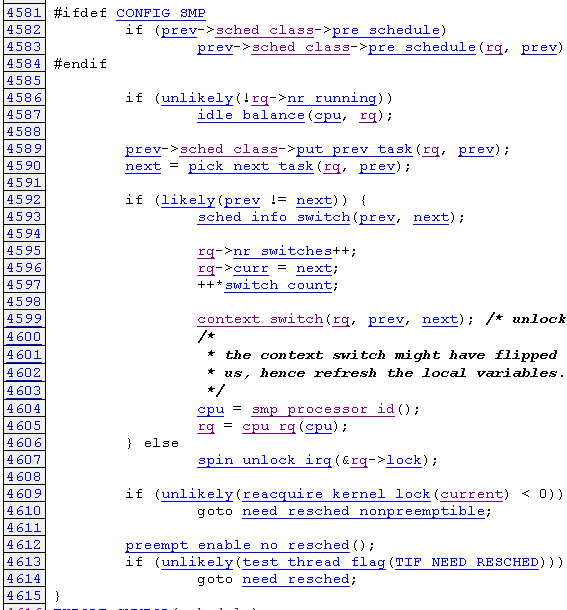 4581 #ifdef CONFIG_SMP
4582         if (prev->sched_class->pre_schedule)
4583                 prev->sched_class->pre_schedule(rq, prev)
4584 #endif
4585
4586         if (unlikely(!rq->nr_running))
4587                 idle_balance(cpu, rq);
4588
4589         prev->sched_class->put_prev_task(rq, prev);
4590         next = pick_next_task(rq, prev);
4591
4592         if (likely(prev != next)) {
4593                 sched_info_switch(prev, next);
4594
4595                 rq->nr_switches++;
4596                 rq->curr = next;
4597                 ++*switch_count;
4598
4599                 context_switch(rq, prev, next); /* unlock
4600                 /*
4601                  * the context switch might have flipped
4602                  * us, hence refresh the local variables.
4603                  */
4604                 cpu = smp_processor_id();
4605                 rq = cpu_rq(cpu);
4606         } else
4607                 spin_unlock_irq(&rq->lock);
4608
4609         if (unlikely(reacquire_kernel_lock(current) < 0))
4610                 goto need_resched_nonpreemptible;
4611
4612         preempt_enable_no_resched();
4613         if (unlikely(test_thread_flag(TIF_NEED_RESCHED)))
4614                 goto need_resched;
4615 }